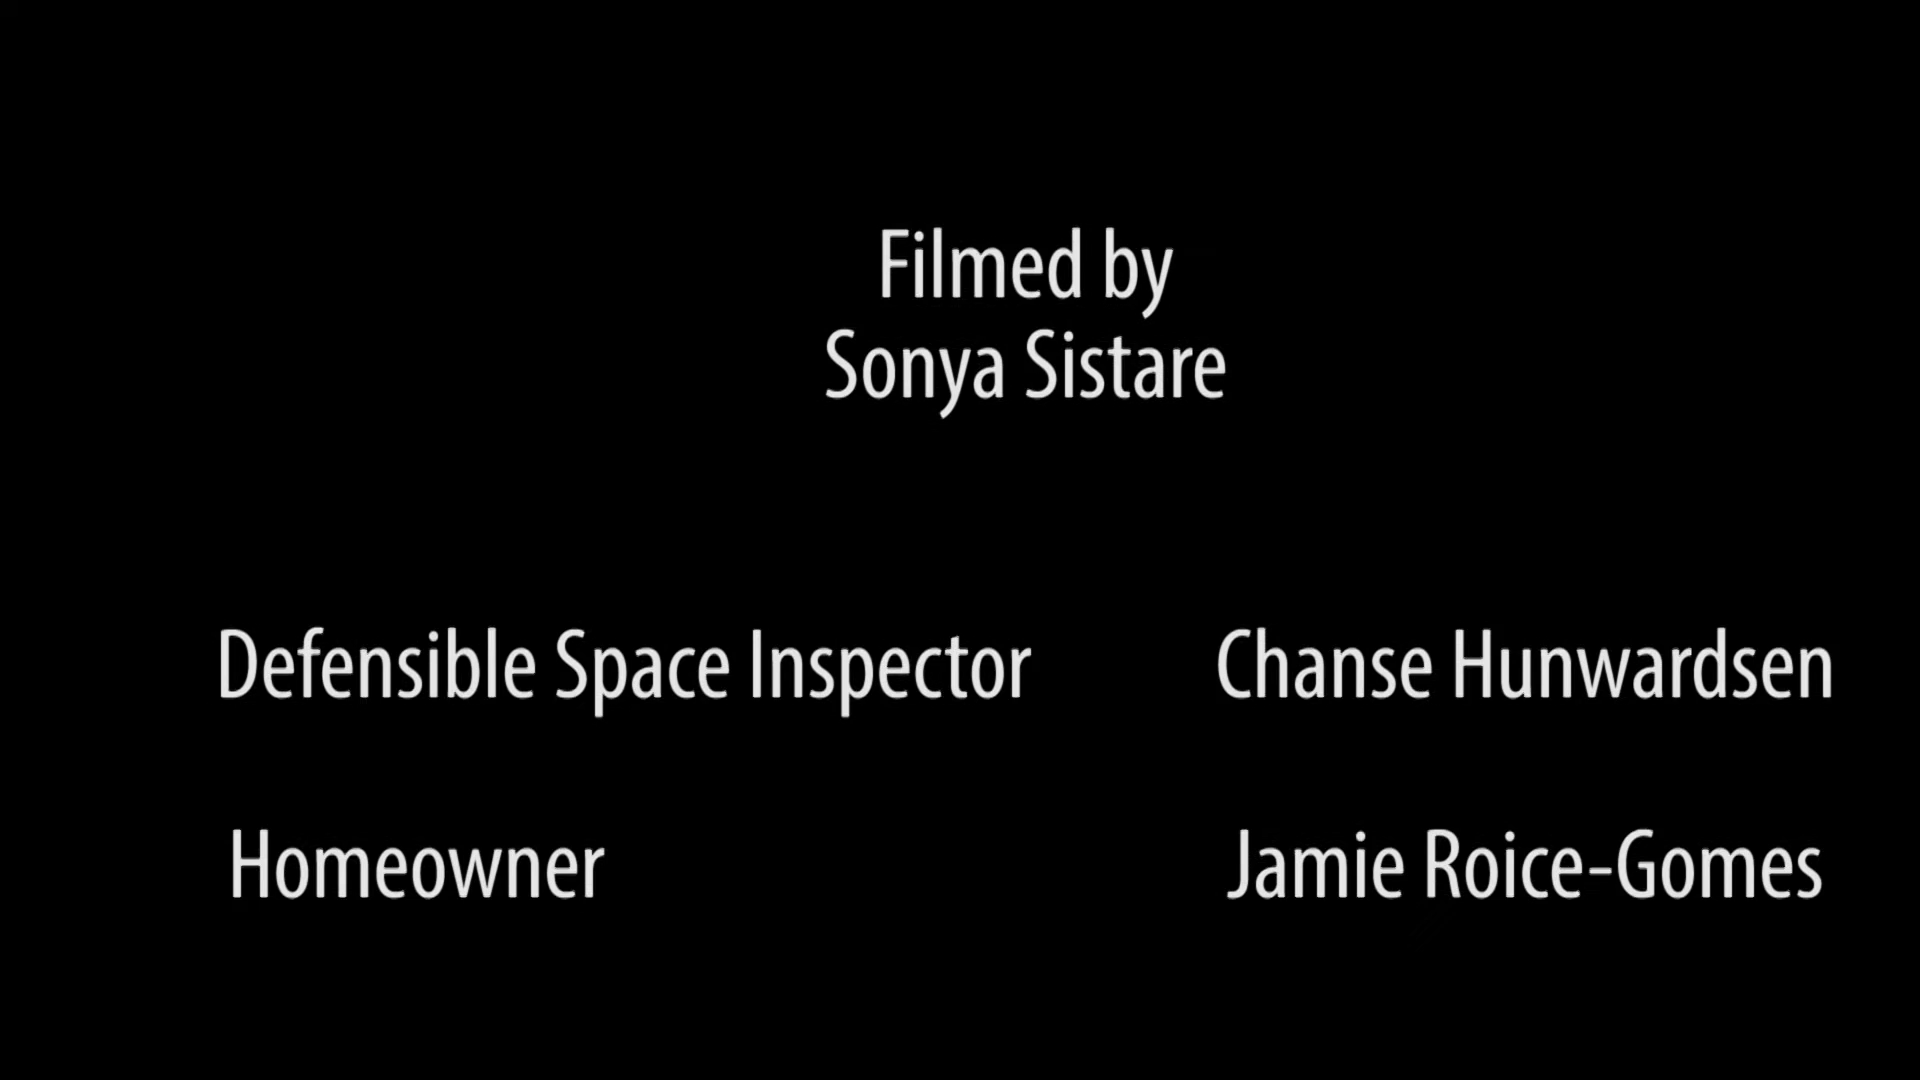 Filmed by
Sonya Sistare
Defensible Space Inspector Chanse Hunwardsen
Homeowner Jamie Roice-Gomes